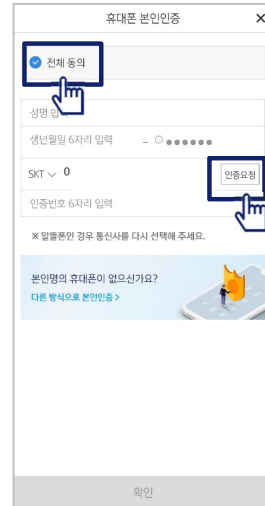 휴대폰 본인인증 ×
전체 동의
성명 입
생년월일 6자리 입력 - ○●●●●●●
SKT 0
인증요청
인증번호 6자리 입력
※ 알뜰폰인 경우 통신사를 다시 선택해 주세요.
본인명의 휴대폰이 없으신가요?
다른 방식으로 본인인증 >
확인